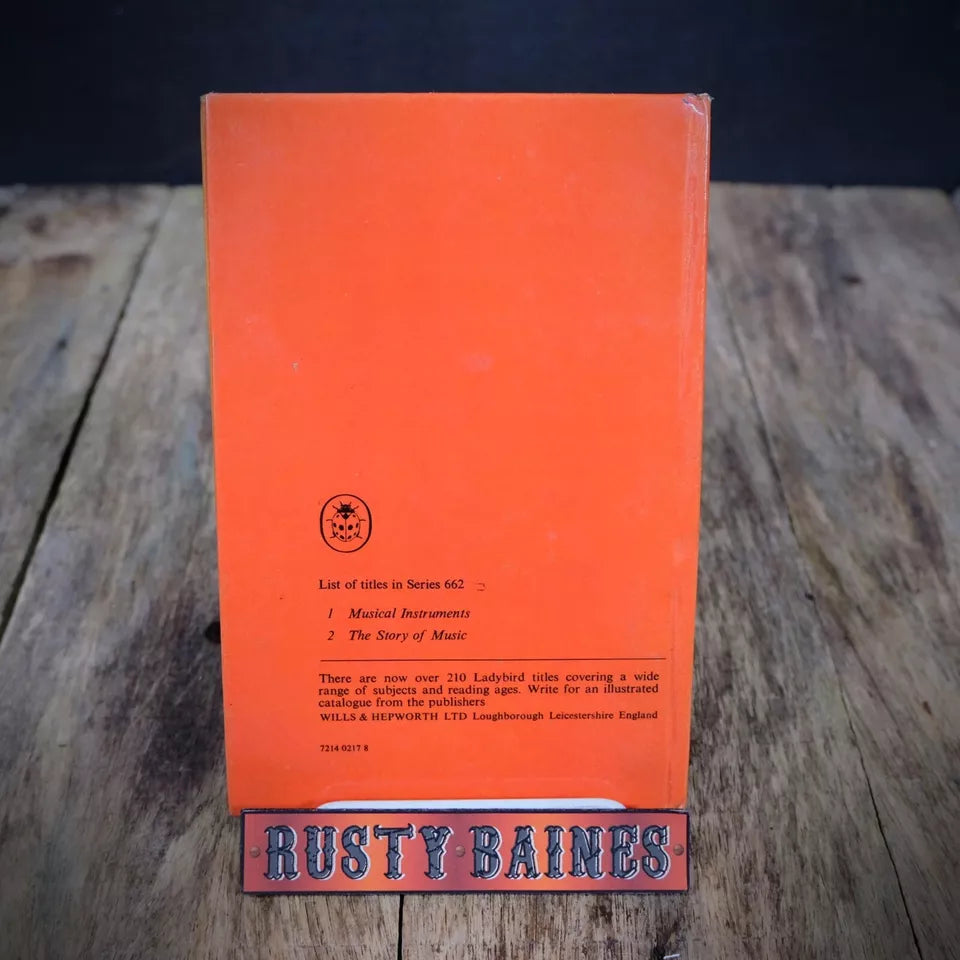 List of titles in Series 662
1 Musical Instruments
2 The Story of Music
There are now over 210 Ladybird titles covering a wide
range of subjects and reading ages. Write for an illustrated
catalogue from the publishers
WILLS & HEPWORTH LTD Loughborough Leicestershire England
7214 0217 8
RUSTY BAINES